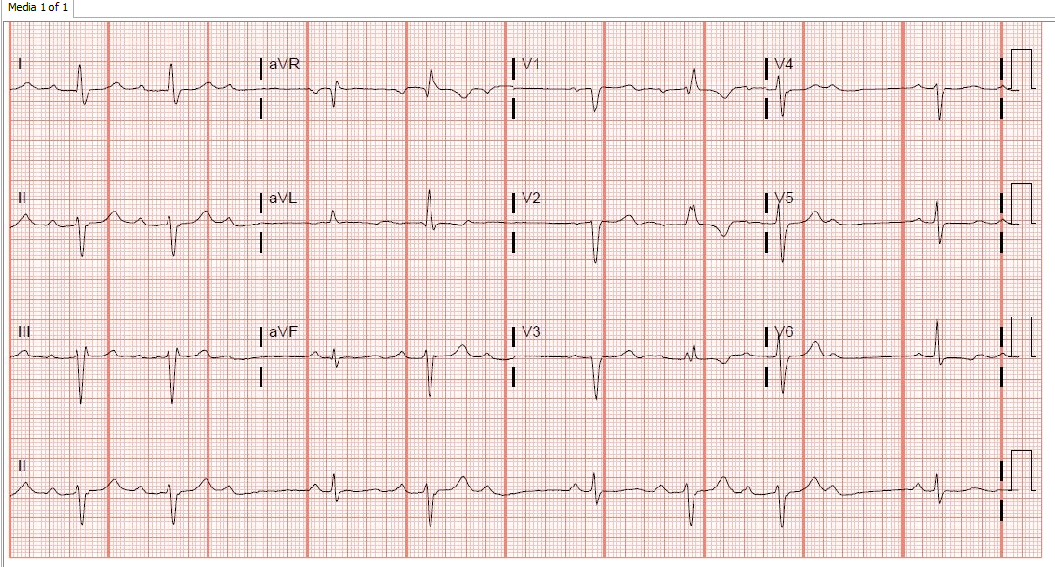 Media 1 of 1
I aVR V1 V4
II aVL V2 V5
III aVF V3 V6
II